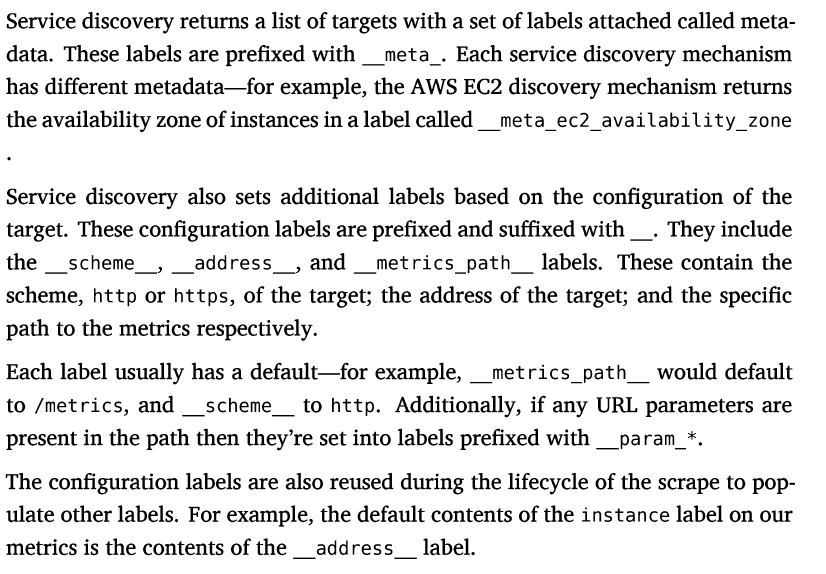 Service discovery returns a list of targets with a set of labels attached called meta-
data. These labels are prefixed with __meta_. Each service discovery mechanism
has different metadata—for example, the AWS EC2 discovery mechanism returns
the availability zone of instances in a label called __meta_ec2_availability_zone
.
Service discovery also sets additional labels based on the configuration of the
target. These configuration labels are prefixed and suffixed with __. They include
the __scheme__, __address__, and __metrics_path__ labels. These contain the
scheme, http or https, of the target; the address of the target; and the specific
path to the metrics respectively.
Each label usually has a default—for example, __metrics_path__ would default
to /metrics, and __scheme__ to http. Additionally, if any URL parameters are
present in the path then they're set into labels prefixed with __param_*.
The configuration labels are also reused during the lifecycle of the scrape to pop-
ulate other labels. For example, the default contents of the instance label on our
metrics is the contents of the __address__ label.